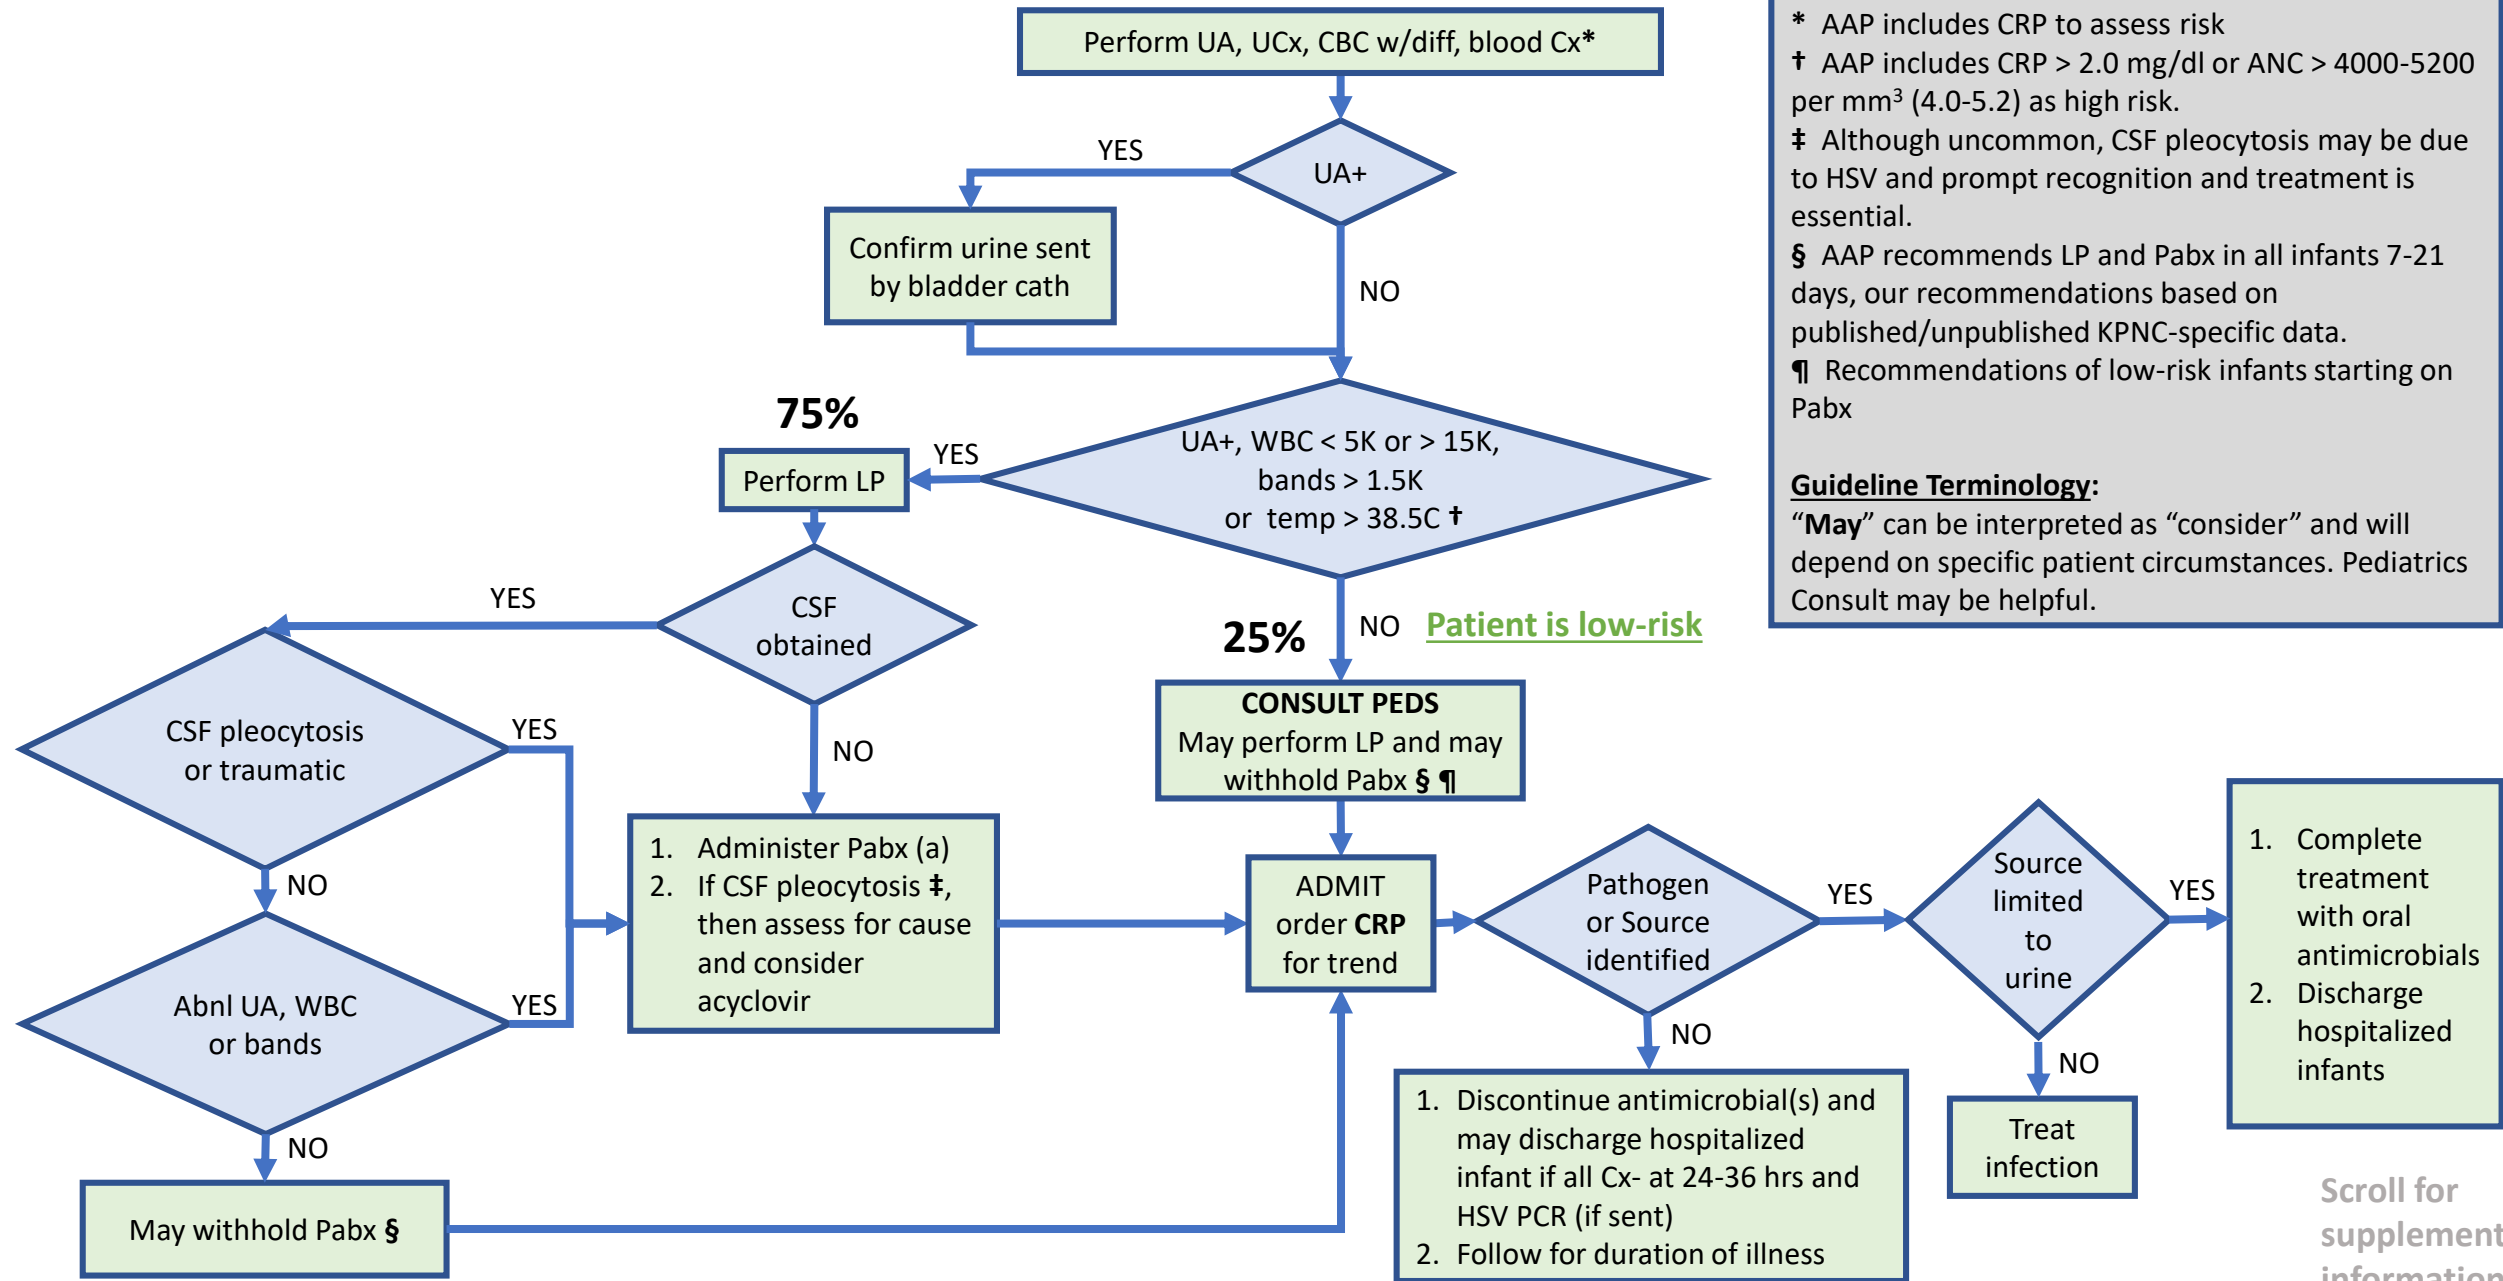 Perform UA, UCx, CBC w/diff, blood Cx*
* AAP includes CRP to assess risk
† AAP includes CRP > 2.0 mg/dl or ANC > 4000-5200
per mm³ (4.0-5.2) as high risk.
‡ Although uncommon, CSF pleocytosis may be due
to HSV and prompt recognition and treatment is
essential.
§ AAP recommends LP and Pabx in all infants 7-21
days, our recommendations based on
published/unpublished KPNC-specific data.
¶ Recommendations of low-risk infants starting on
Pabx
Guideline Terminology:
“May” can be interpreted as “consider” and will
depend on specific patient circumstances. Pediatrics
Consult may be helpful.
UA+
YES
NO
Confirm urine sent
by bladder cath
UA+, WBC < 5K or > 15K,
bands > 1.5K
or temp > 38.5C †
YES
75%
Perform LP
NO
Patient is low-risk
25%
CSF
obtained
YES
NO
CSF pleocytosis
or traumatic
YES
NO
Abnl UA, WBC
or bands
YES
NO
May withhold Pabx §
1. Administer Pabx (a)
2. If CSF pleocytosis ‡,
then assess for cause
and consider
acyclovir
CONSULT PEDS
May perform LP and may
withhold Pabx § ¶
ADMIT
order CRP
for trend
Pathogen
or Source
identified
YES
NO
1. Discontinue antimicrobial(s) and
may discharge hospitalized
infant if all Cx- at 24-36 hrs and
HSV PCR (if sent)
2. Follow for duration of illness
Source
limited
to
urine
YES
NO
Treat
infection
1. Complete
treatment
with oral
antimicrobials
2. Discharge
hospitalized
infants
Scroll for
supplement
information